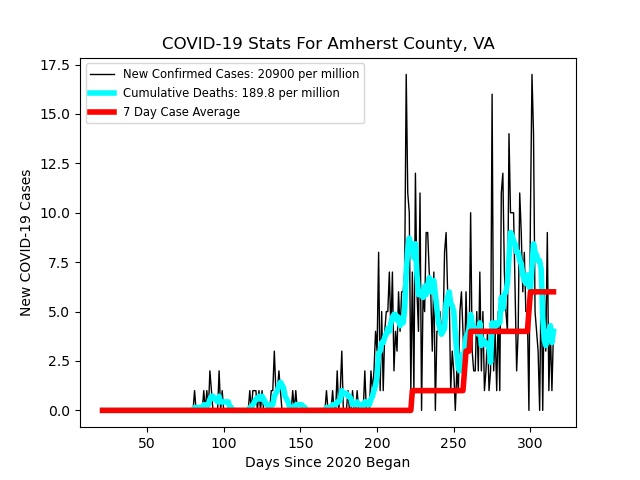 COVID-19 Stats For Amherst County, VA
New Confirmed Cases: 20900 per million
Cumulative Deaths: 189.8 per million
7 Day Case Average
17.5
15.0
12.5
10.0
7.5
5.0
2.5
0.0
New COVID-19 Cases
50 100 150 200 250 300
Days Since 2020 Began